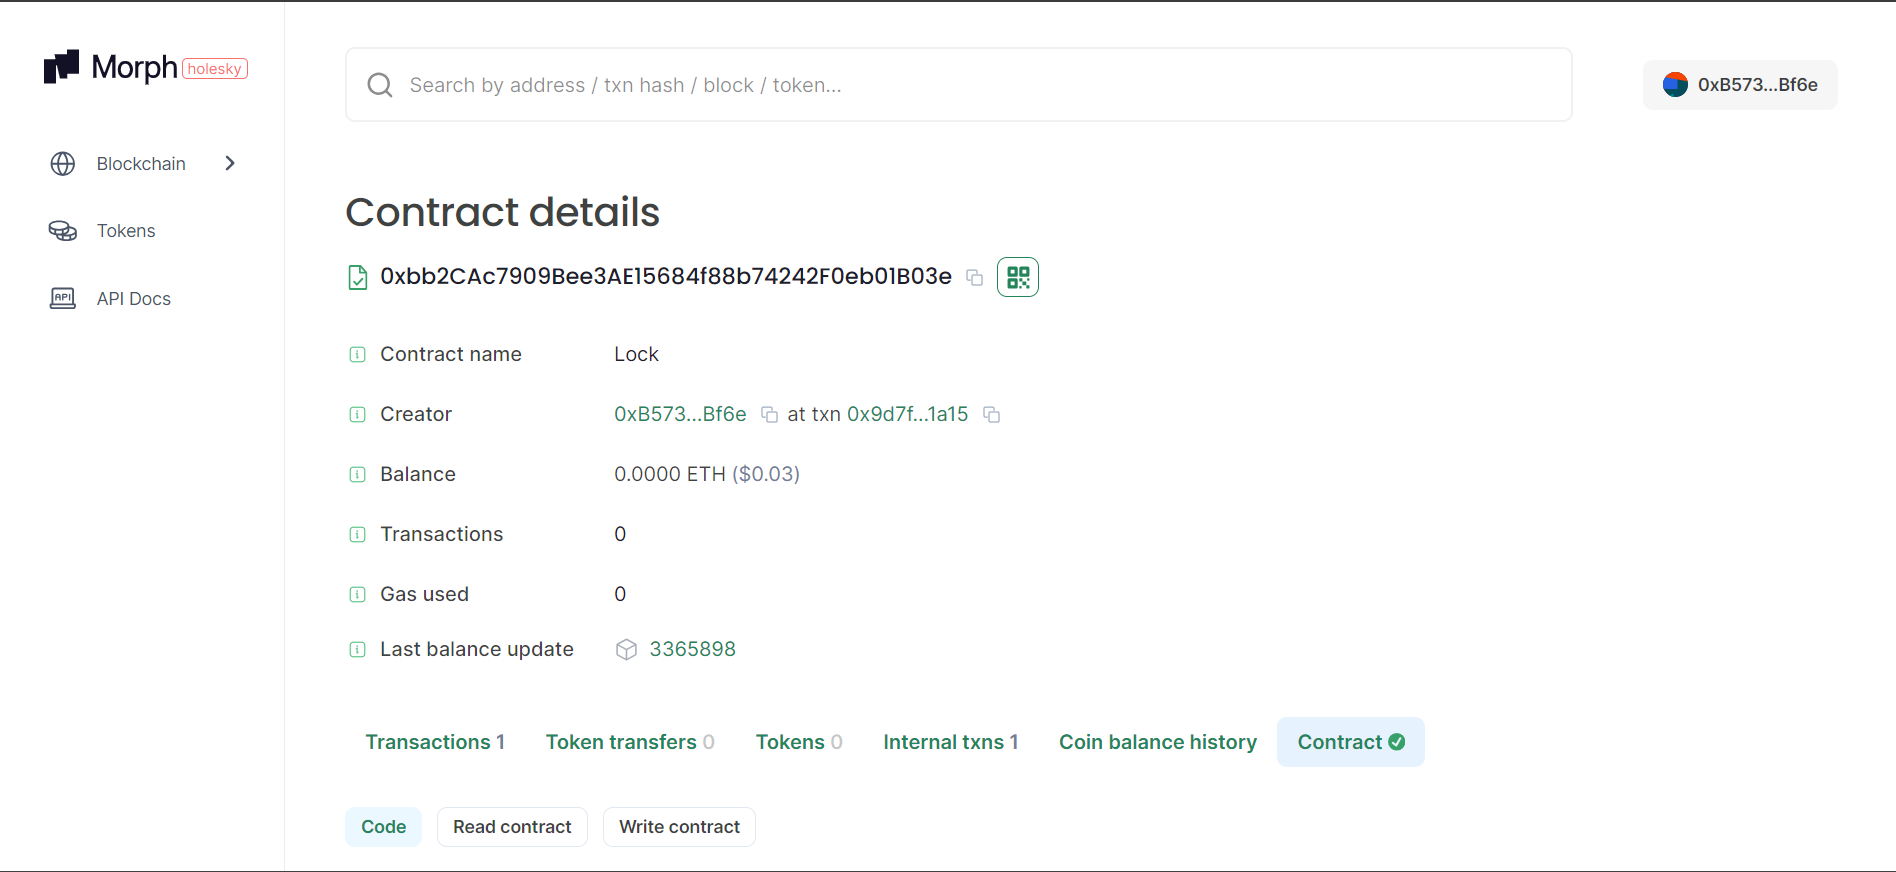 Morph holesky
Search by address / txn hash / block / token...
0xB573...Bf6e
Blockchain
Tokens
API Docs
Contract details
0xbb2CAc7909Bee3AE15684f88b74242F0eb01B03e
Contract name Lock
Creator 0xB573...Bf6e at txn 0x9d7f...1a15
Balance 0.0000 ETH ($0.03)
Transactions 0
Gas used 0
Last balance update 3365898
Transactions 1 Token transfers 0 Tokens 0 Internal txns 1 Coin balance history Contract
Code Read contract Write contract